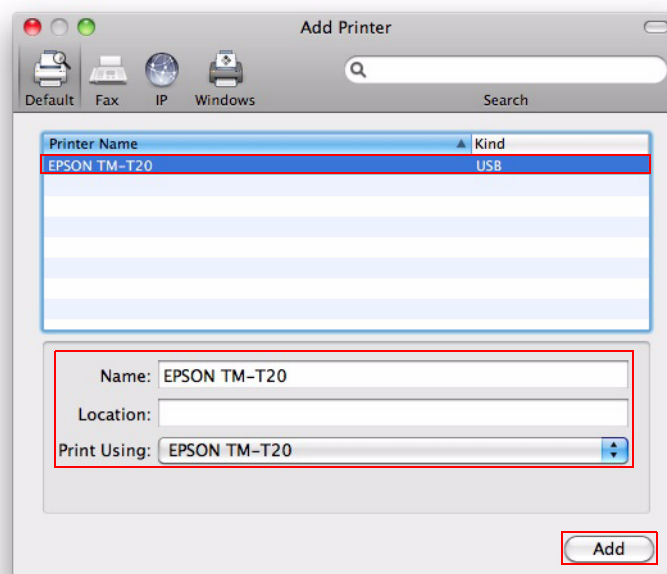 Add Printer
Default Fax IP Windows Search
Printer Name Kind
EPSON TM-T20 USB
Name: EPSON TM-T20
Location:
Print Using: EPSON TM-T20
Add